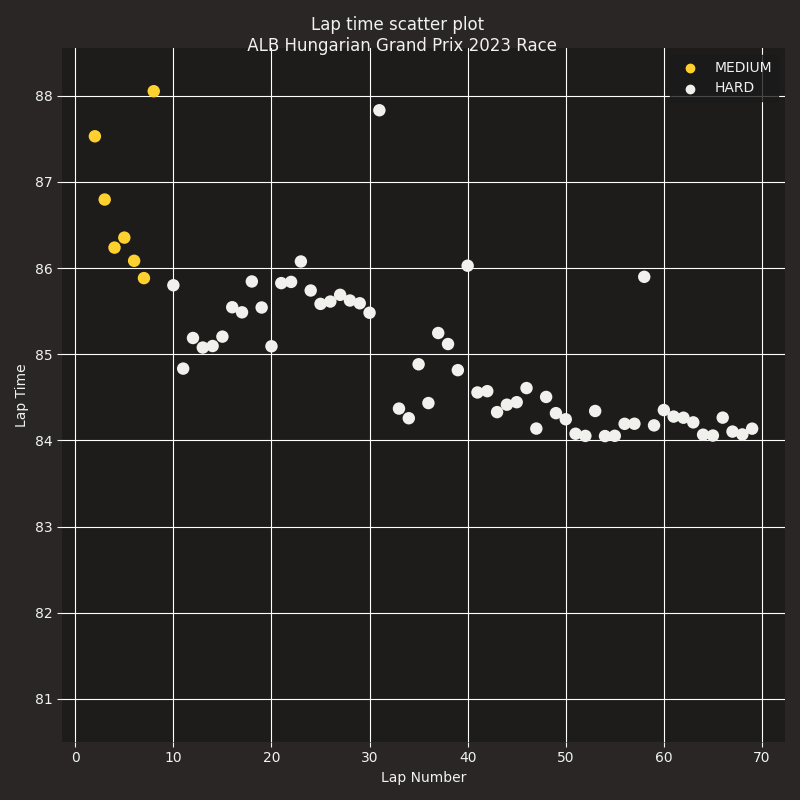 Lap time scatter plot
ALB Hungarian Grand Prix 2023 Race
MEDIUM
HARD
88
87
86
85
84
83
82
81
Lap Time
0 10 20 30 40 50 60 70
Lap Number